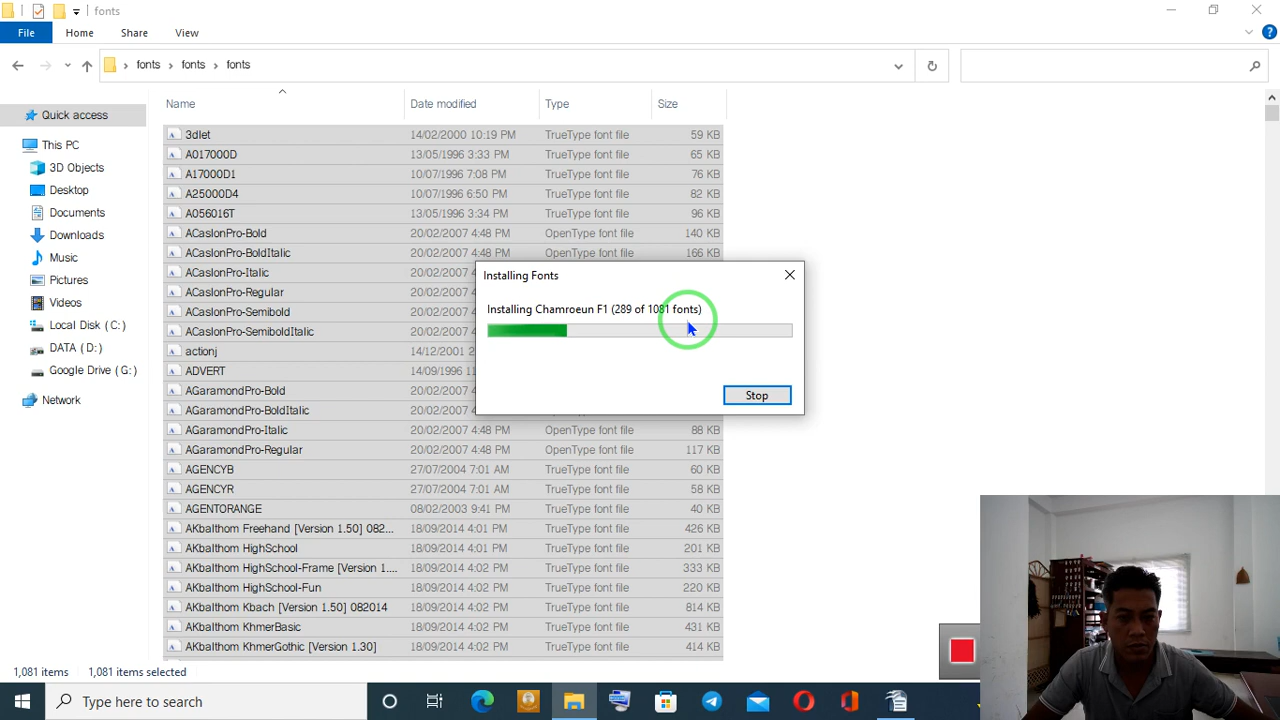 fonts
File Home Share View
fonts fonts fonts
Name Date modified Type Size
Quick access
This PC
3D Objects
Desktop
Documents
Downloads
Music
Pictures
Videos
Local Disk (C:)
DATA (D:)
Google Drive (G:)
Network
3dlet 14/02/2000 10:19 PM TrueType font file 59 KB
A017000D 13/05/1996 3:33 PM TrueType font file 65 KB
A17000D1 10/07/1996 7:08 PM TrueType font file 76 KB
A25000D4 10/07/1996 6:50 PM TrueType font file 82 KB
A056016T 13/05/1996 3:34 PM TrueType font file 96 KB
ACaslonPro-Bold 20/02/2007 4:48 PM OpenType font file 140 KB
ACaslonPro-BoldItalic 20/02/2007 4:48 PM OpenType font file 166 KB
ACaslonPro-Italic 20/02/2007
ACaslonPro-Regular 20/02/2007
ACaslonPro-Semibold 20/02/2007
ACaslonPro-SemiboldItalic 20/02/2007
actionj 14/12/2001
ADVERT 14/09/1996
AGaramondPro-Bold 20/02/2007
AGaramondPro-BoldItalic 20/02/2007
AGaramondPro-Italic 20/02/2007 4:48 PM OpenType font file 88 KB
AGaramondPro-Regular 20/02/2007 4:48 PM OpenType font file 117 KB
AGENCYB 27/07/2004 7:01 AM TrueType font file 60 KB
AGENCYR 27/07/2004 7:01 AM TrueType font file 58 KB
AGENTORANGE 08/02/2003 9:41 PM TrueType font file 40 KB
AKbalthom Freehand [Version 1.50] 082... 18/09/2014 4:01 PM TrueType font file 426 KB
AKbalthom HighSchool 18/09/2014 4:01 PM TrueType font file 201 KB
AKbalthom HighSchool-Frame [Version 1.... 18/09/2014 4:02 PM TrueType font file 333 KB
AKbalthom HighSchool-Fun 18/09/2014 4:02 PM TrueType font file 220 KB
AKbalthom Kbach [Version 1.50] 082014 18/09/2014 4:02 PM TrueType font file 814 KB
AKbalthom KhmerBasic 18/09/2014 4:02 PM TrueType font file 431 KB
AKbalthom KhmerGothic [Version 1.30] 18/09/2014 4:02 PM TrueType font file 414 KB
Installing Fonts
Installing Chamroeun F1 (289 of 1081 fonts)
Stop
1,081 items 1,081 items selected
Type here to search